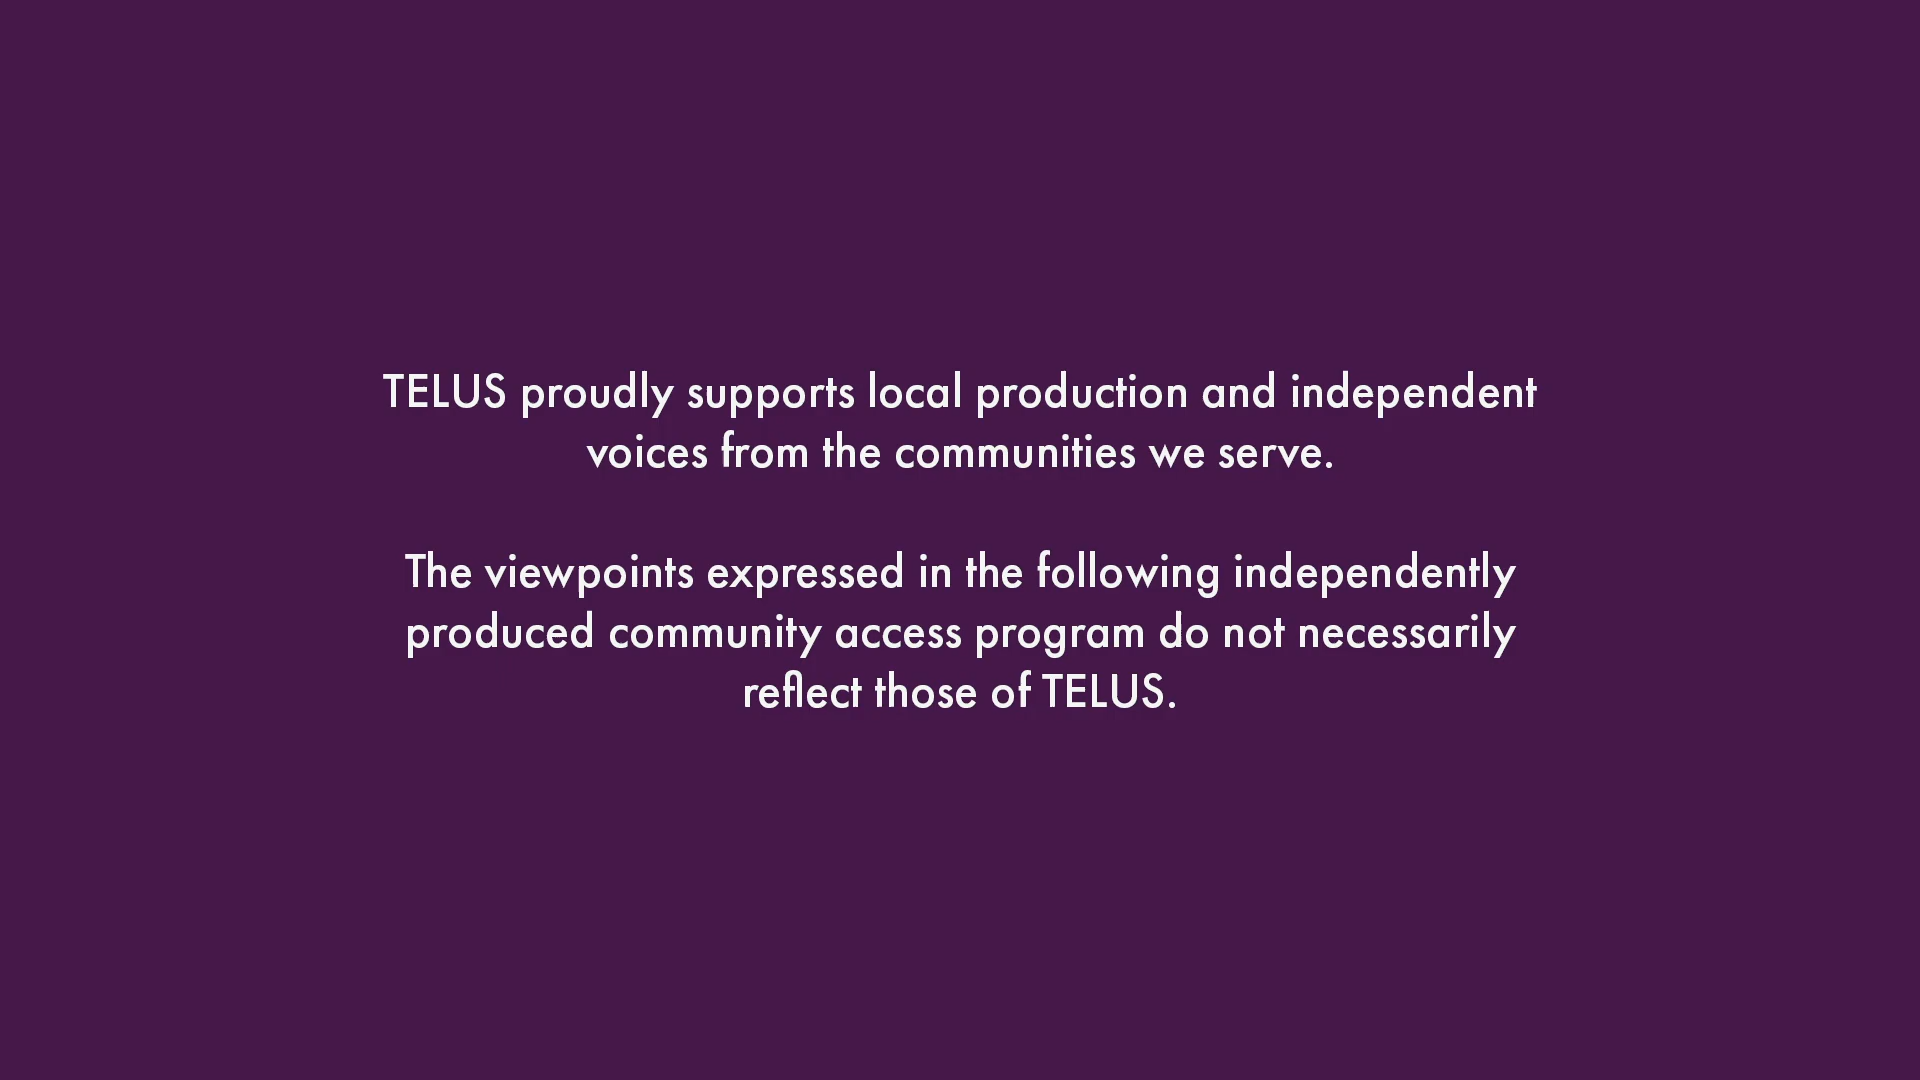 TELUS proudly supports local production and independent
voices from the communities we serve.
The viewpoints expressed in the following independently
produced community access program do not necessarily
reflect those of TELUS.